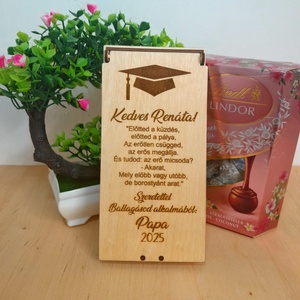 Kedves Renáta!
"Előtted a küzdés,
előtted a pálya,
Az erőtlen csügged,
az erős megállja.
És tudod: az erő micsoda?
- Akarat,
Mely előbb vagy utóbb,
de borostyánt arat."
Szeretettel
Ballagásod alkalmából:
Papa
2025
Lindt
LINDOR